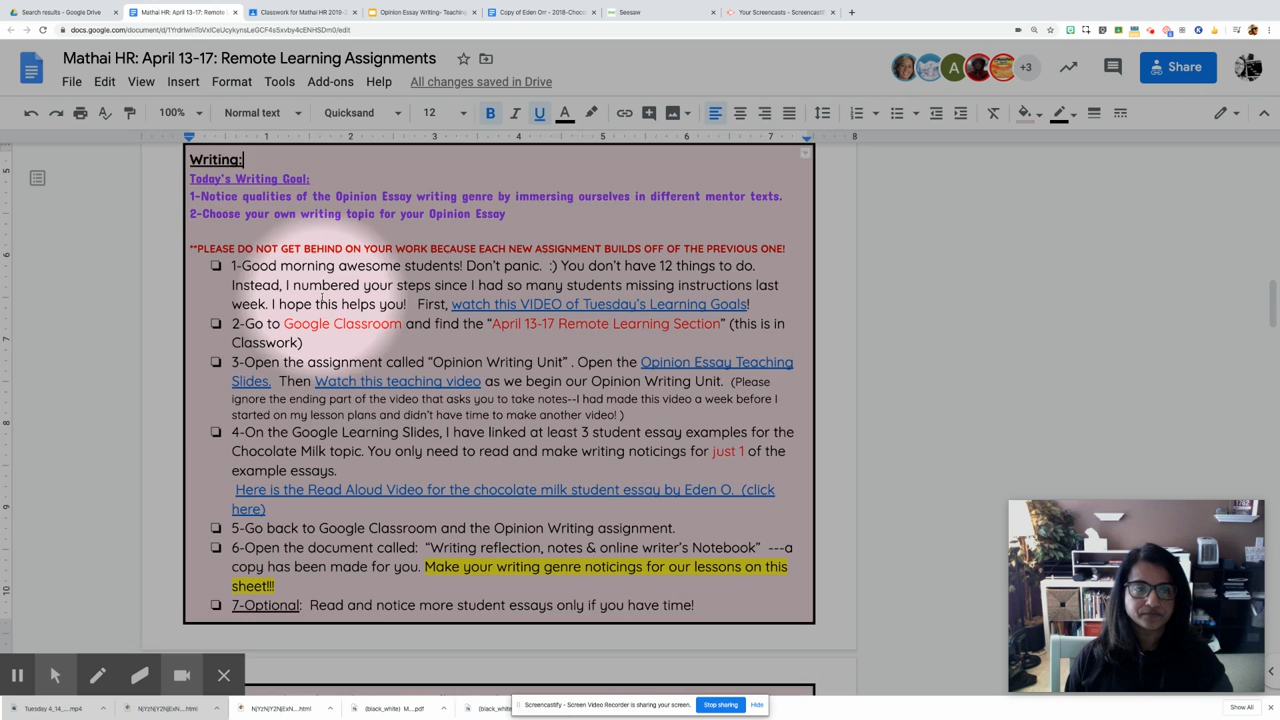 Search results - Google Drive
Mathai HR: April 13-17: Remote
Classwork for Mathai HR 2019-2
Opinion Essay Writing- Teaching
Copy of Eden Orr - 2018-Choc
Seesaw
Your Screencasts - Screencastif
Mathai HR: April 13-17: Remote Learning Assignments
File Edit View Insert Format Tools Add-ons Help All changes saved in Drive
+3
Share
100% Normal text Quicksand 12
Writing:
Today's Writing Goal:
1-Notice qualities of the Opinion Essay writing genre by immersing ourselves in different mentor texts.
2-Choose your own writing topic for your Opinion Essay
**PLEASE DO NOT GET BEHIND ON YOUR WORK BECAUSE EACH NEW ASSIGNMENT BUILDS OFF OF THE PREVIOUS ONE!
1-Good morning awesome students! Don't panic. :) You don't have 12 things to do.
Instead, I numbered your steps since I had so many students missing instructions last
week. I hope this helps you! First, watch this VIDEO of Tuesday's Learning Goals!
2-Go to Google Classroom and find the "April 13-17 Remote Learning Section" (this is in
Classwork)
3-Open the assignment called "Opinion Writing Unit" . Open the Opinion Essay Teaching
Slides. Then Watch this teaching video as we begin our Opinion Writing Unit. (Please
ignore the ending part of the video that asks you to take notes--I had made this video a week before I
started on my lesson plans and didn't have time to make another video! )
4-On the Google Learning Slides, I have linked at least 3 student essay examples for the
Chocolate Milk topic. You only need to read and make writing noticings for just 1 of the
example essays.
Here is the Read Aloud Video for the chocolate milk student essay by Eden O. (click
here)
5-Go back to Google Classroom and the Opinion Writing assignment.
6-Open the document called: "Writing reflection, notes & online writer's Notebook" ---a
copy has been made for you. Make your writing genre noticings for our lessons on this
sheet!!!
7-Optional: Read and notice more student essays only if you have time!
Tuesday 4_14_....mp4
NjYzNjY2NjExN....html
NjYzNjY2NjExN....html
(black_white) M....pdf
Screencastify - Screen Video Recorder is sharing your screen.
Stop sharing
Hide
Show All